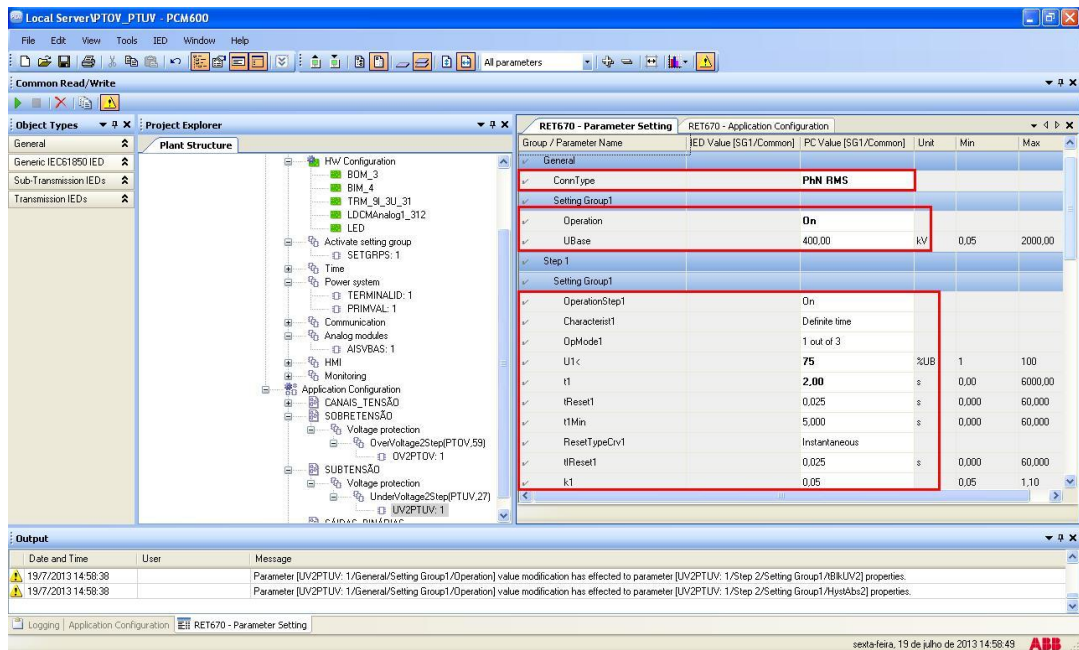 Local Server\PTOV_PTUV - PCM600
File Edit View Tools IED Window Help
All parameters
Common Read/Write
Object Types
General
Generic IEC61850 IED
Sub-Transmission IEDs
Transmission IEDs
Project Explorer
Plant Structure
HW Configuration
BOM_3
BIM_4
TRM_9I_3U_31
LDCMAnalog1_312
LED
Activate setting group
SETGRPS: 1
Time
Power system
TERMINALID: 1
PRIMVAL: 1
Communication
Analog modules
AISVBAS: 1
HMI
Monitoring
Application Configuration
CANAIS_TENSÃO
SOBRETENSÃO
Voltage protection
OverVoltage2Step(PTOV,59)
OV2PTOV: 1
SUBTENSÃO
Voltage protection
UnderVoltage2Step(PTUV,27)
UV2PTUV: 1
RET670 - Parameter Setting RET670 - Application Configuration
Group / Parameter Name IED Value [SG1/Common] PC Value [SG1/Common] Unit Min Max
General
ConnType PhN RMS
Setting Group1
Operation On
UBase 400,00 kV 0,05 2000,00
Step 1
Setting Group1
OperationStep1 On
Characterist1 Definite time
OpMode1 1 out of 3
U1< 75 %UB 1 100
t1 2,00 s 0,00 6000,00
tReset1 0,025 s 0,000 60,000
t1Min 5,000 s 0,000 60,000
ResetTypeCrv1 Instantaneous
tIReset1 0,025 s 0,000 60,000
k1 0,05 0,05 1,10
Output
Date and Time User Message
19/7/2013 14:58:38 Parameter [UV2PTUV: 1/General/Setting Group1/Operation] value modification has effected to parameter [UV2PTUV: 1/Step 2/Setting Group1/tBlkUV2] properties.
19/7/2013 14:58:38 Parameter [UV2PTUV: 1/General/Setting Group1/Operation] value modification has effected to parameter [UV2PTUV: 1/Step 2/Setting Group1/HystAbs2] properties.
Logging Application Configuration RET670 - Parameter Setting
sexta-feira, 19 de julho de 2013 14:58:49 ABB